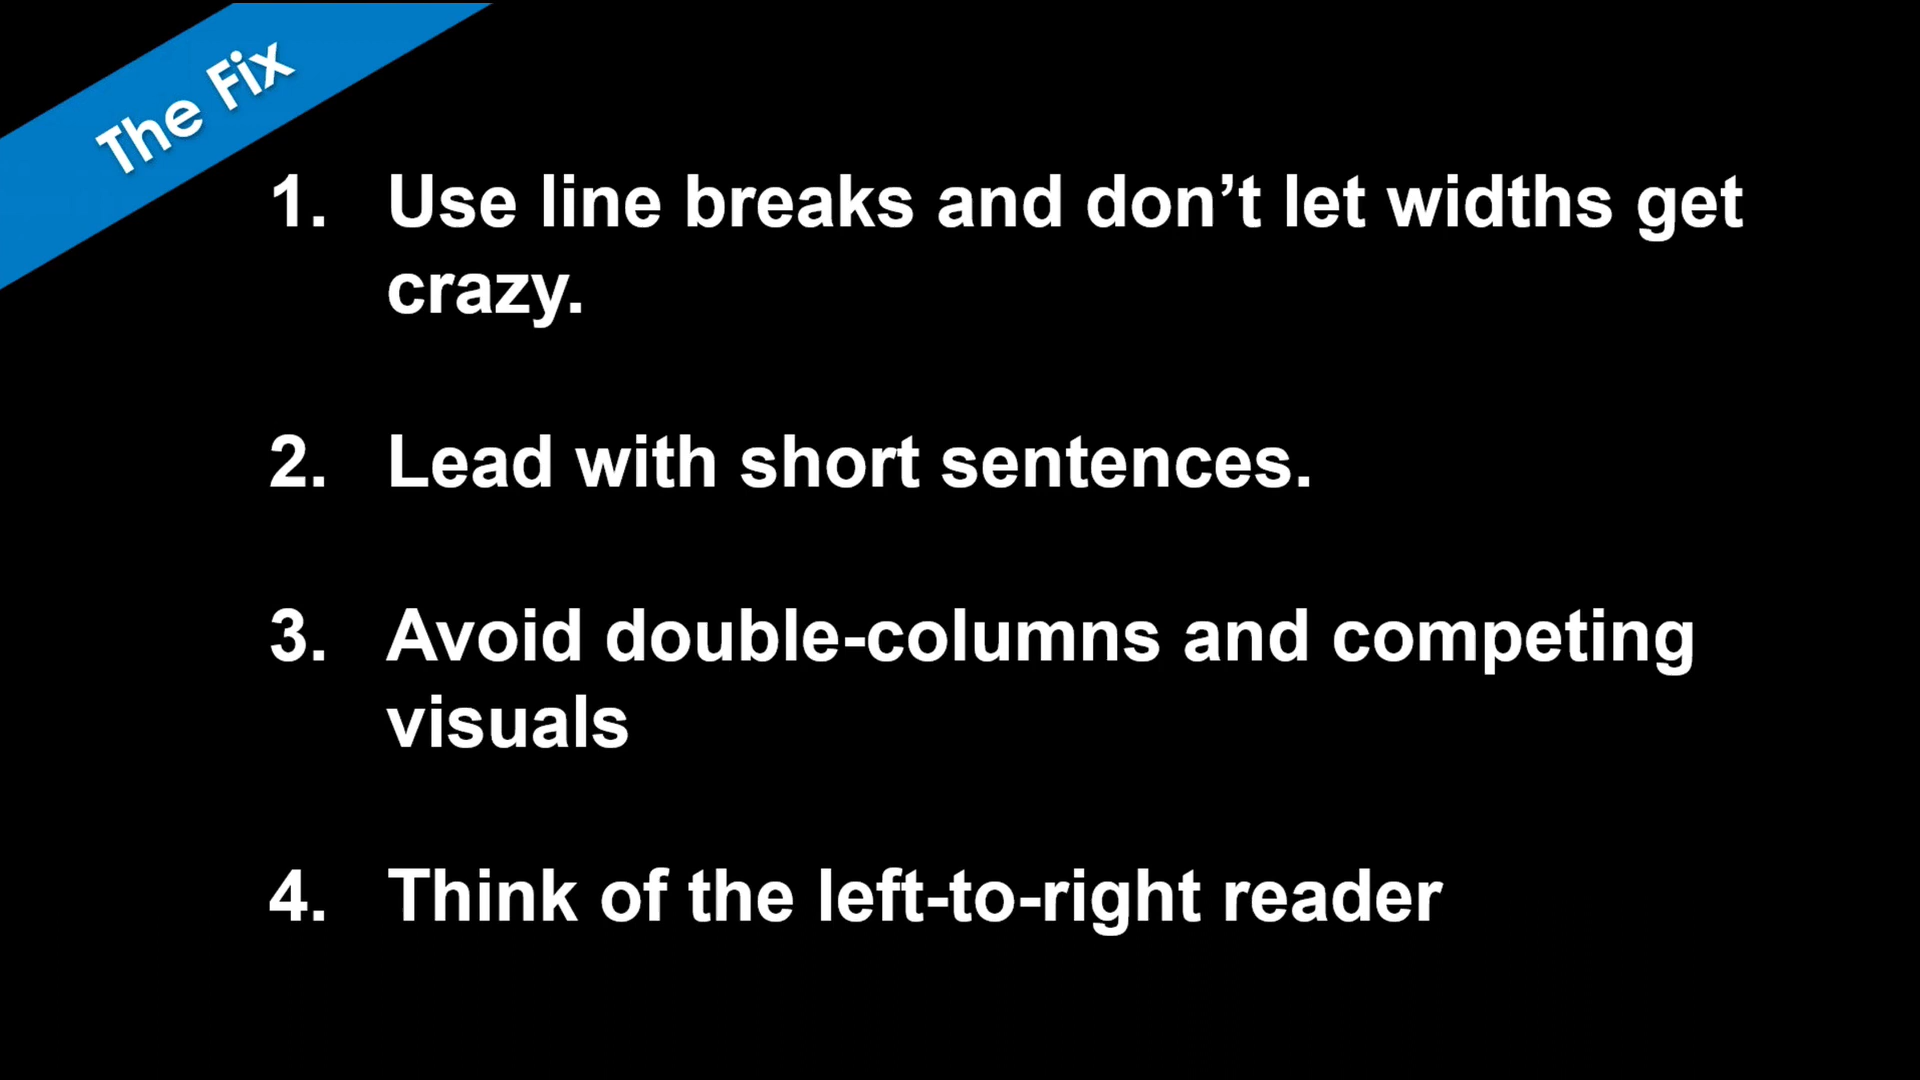 The Fix
1. Use line breaks and don’t let widths get
crazy.
2. Lead with short sentences.
3. Avoid double-columns and competing
visuals
4. Think of the left-to-right reader